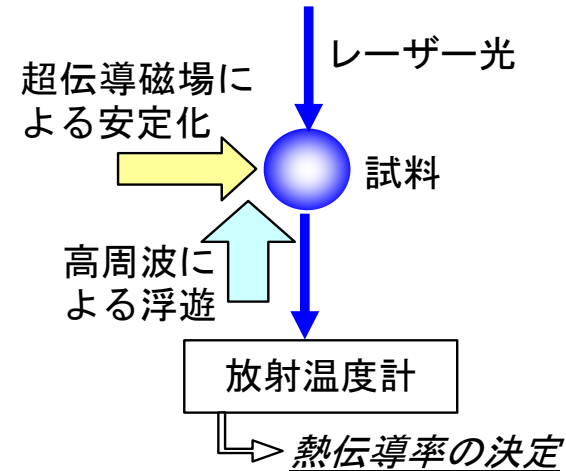 レーザー光
超伝導磁場に
よる安定化
試料
高周波に
よる浮遊
放射温度計
熱伝導率の決定